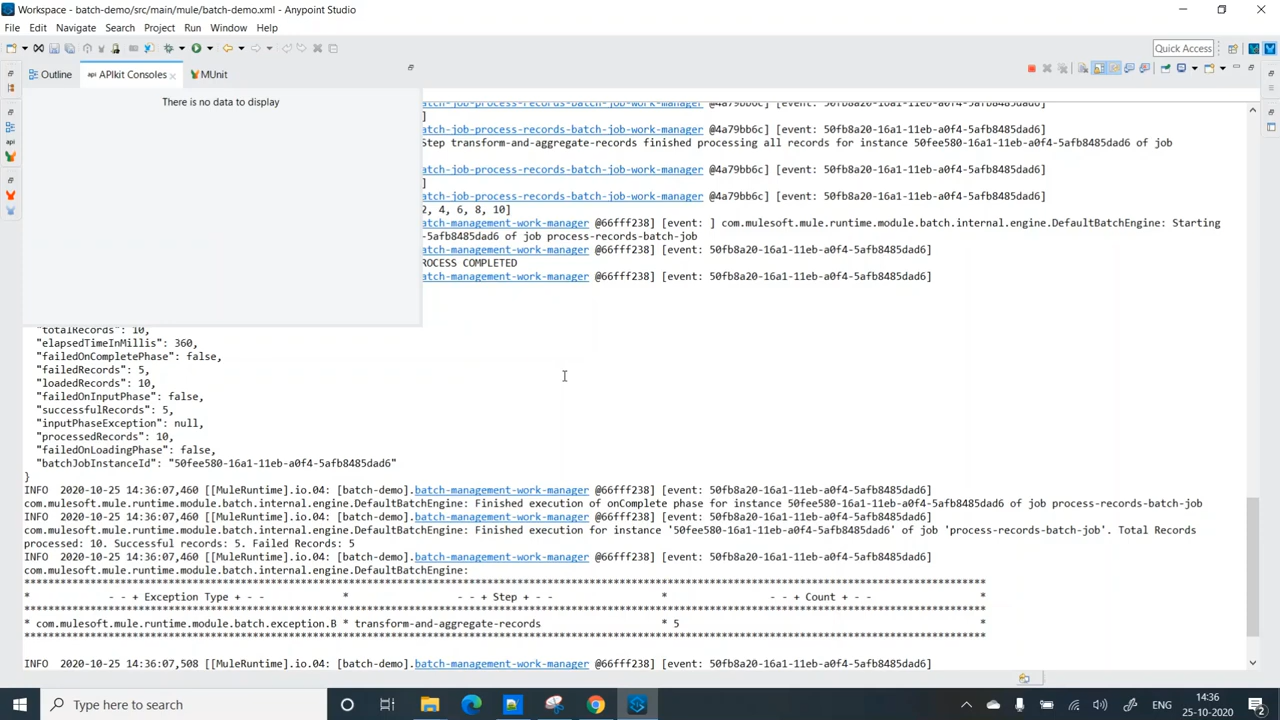 Workspace - batch-demo/src/main/mule/batch-demo.xml - Anypoint Studio
File Edit Navigate Search Project Run Window Help
Quick Access
Outline
api APIkit Consoles
MUnit
There is no data to display
atch-job-process-records-batch-job-work-manager @4a79bb6c] [event: 50fb8a20-16a1-11eb-a0f4-5afb8485dad6]
]
atch-job-process-records-batch-job-work-manager @4a79bb6c] [event: 50fb8a20-16a1-11eb-a0f4-5afb8485dad6]
Step transform-and-aggregate-records finished processing all records for instance 50fee580-16a1-11eb-a0f4-5afb8485dad6 of job
atch-job-process-records-batch-job-work-manager @4a79bb6c] [event: 50fb8a20-16a1-11eb-a0f4-5afb8485dad6]
]
atch-job-process-records-batch-job-work-manager @4a79bb6c] [event: 50fb8a20-16a1-11eb-a0f4-5afb8485dad6]
2, 4, 6, 8, 10]
atch-management-work-manager @66fff238] [event: ] com.mulesoft.mule.runtime.module.batch.internal.engine.DefaultBatchEngine: Starting
-5afb8485dad6 of job process-records-batch-job
atch-management-work-manager @66fff238] [event: 50fb8a20-16a1-11eb-a0f4-5afb8485dad6]
ROCESS COMPLETED
atch-management-work-manager @66fff238] [event: 50fb8a20-16a1-11eb-a0f4-5afb8485dad6]
"totalRecords": 10,
"elapsedTimeInMillis": 360,
"failedOnCompletePhase": false,
"failedRecords": 5,
"loadedRecords": 10,
"failedOnInputPhase": false,
"successfulRecords": 5,
"inputPhaseException": null,
"processedRecords": 10,
"failedOnLoadingPhase": false,
"batchJobInstanceId": "50fee580-16a1-11eb-a0f4-5afb8485dad6"
}
INFO 2020-10-25 14:36:07,460 [[MuleRuntime].io.04: [batch-demo].batch-management-work-manager @66fff238] [event: 50fb8a20-16a1-11eb-a0f4-5afb8485dad6]
com.mulesoft.mule.runtime.module.batch.internal.engine.DefaultBatchEngine: Finished execution of onComplete phase for instance 50fee580-16a1-11eb-a0f4-5afb8485dad6 of job process-records-batch-job
INFO 2020-10-25 14:36:07,460 [[MuleRuntime].io.04: [batch-demo].batch-management-work-manager @66fff238] [event: 50fb8a20-16a1-11eb-a0f4-5afb8485dad6]
com.mulesoft.mule.runtime.module.batch.internal.engine.DefaultBatchEngine: Finished execution for instance '50fee580-16a1-11eb-a0f4-5afb8485dad6' of job 'process-records-batch-job'. Total Records
processed: 10. Successful records: 5. Failed Records: 5
INFO 2020-10-25 14:36:07,460 [[MuleRuntime].io.04: [batch-demo].batch-management-work-manager @66fff238] [event: 50fb8a20-16a1-11eb-a0f4-5afb8485dad6]
com.mulesoft.mule.runtime.module.batch.internal.engine.DefaultBatchEngine:
* - - + Exception Type + - - * - - + Step + - - * - - + Count + - - *
* com.mulesoft.mule.runtime.module.batch.exception.B * transform-and-aggregate-records * 5 *
INFO 2020-10-25 14:36:07,508 [[MuleRuntime].io.04: [batch-demo].batch-management-work-manager @66fff238] [event: 50fb8a20-16a1-11eb-a0f4-5afb8485dad6]
Type here to search
ENG
14:36
25-10-2020
2